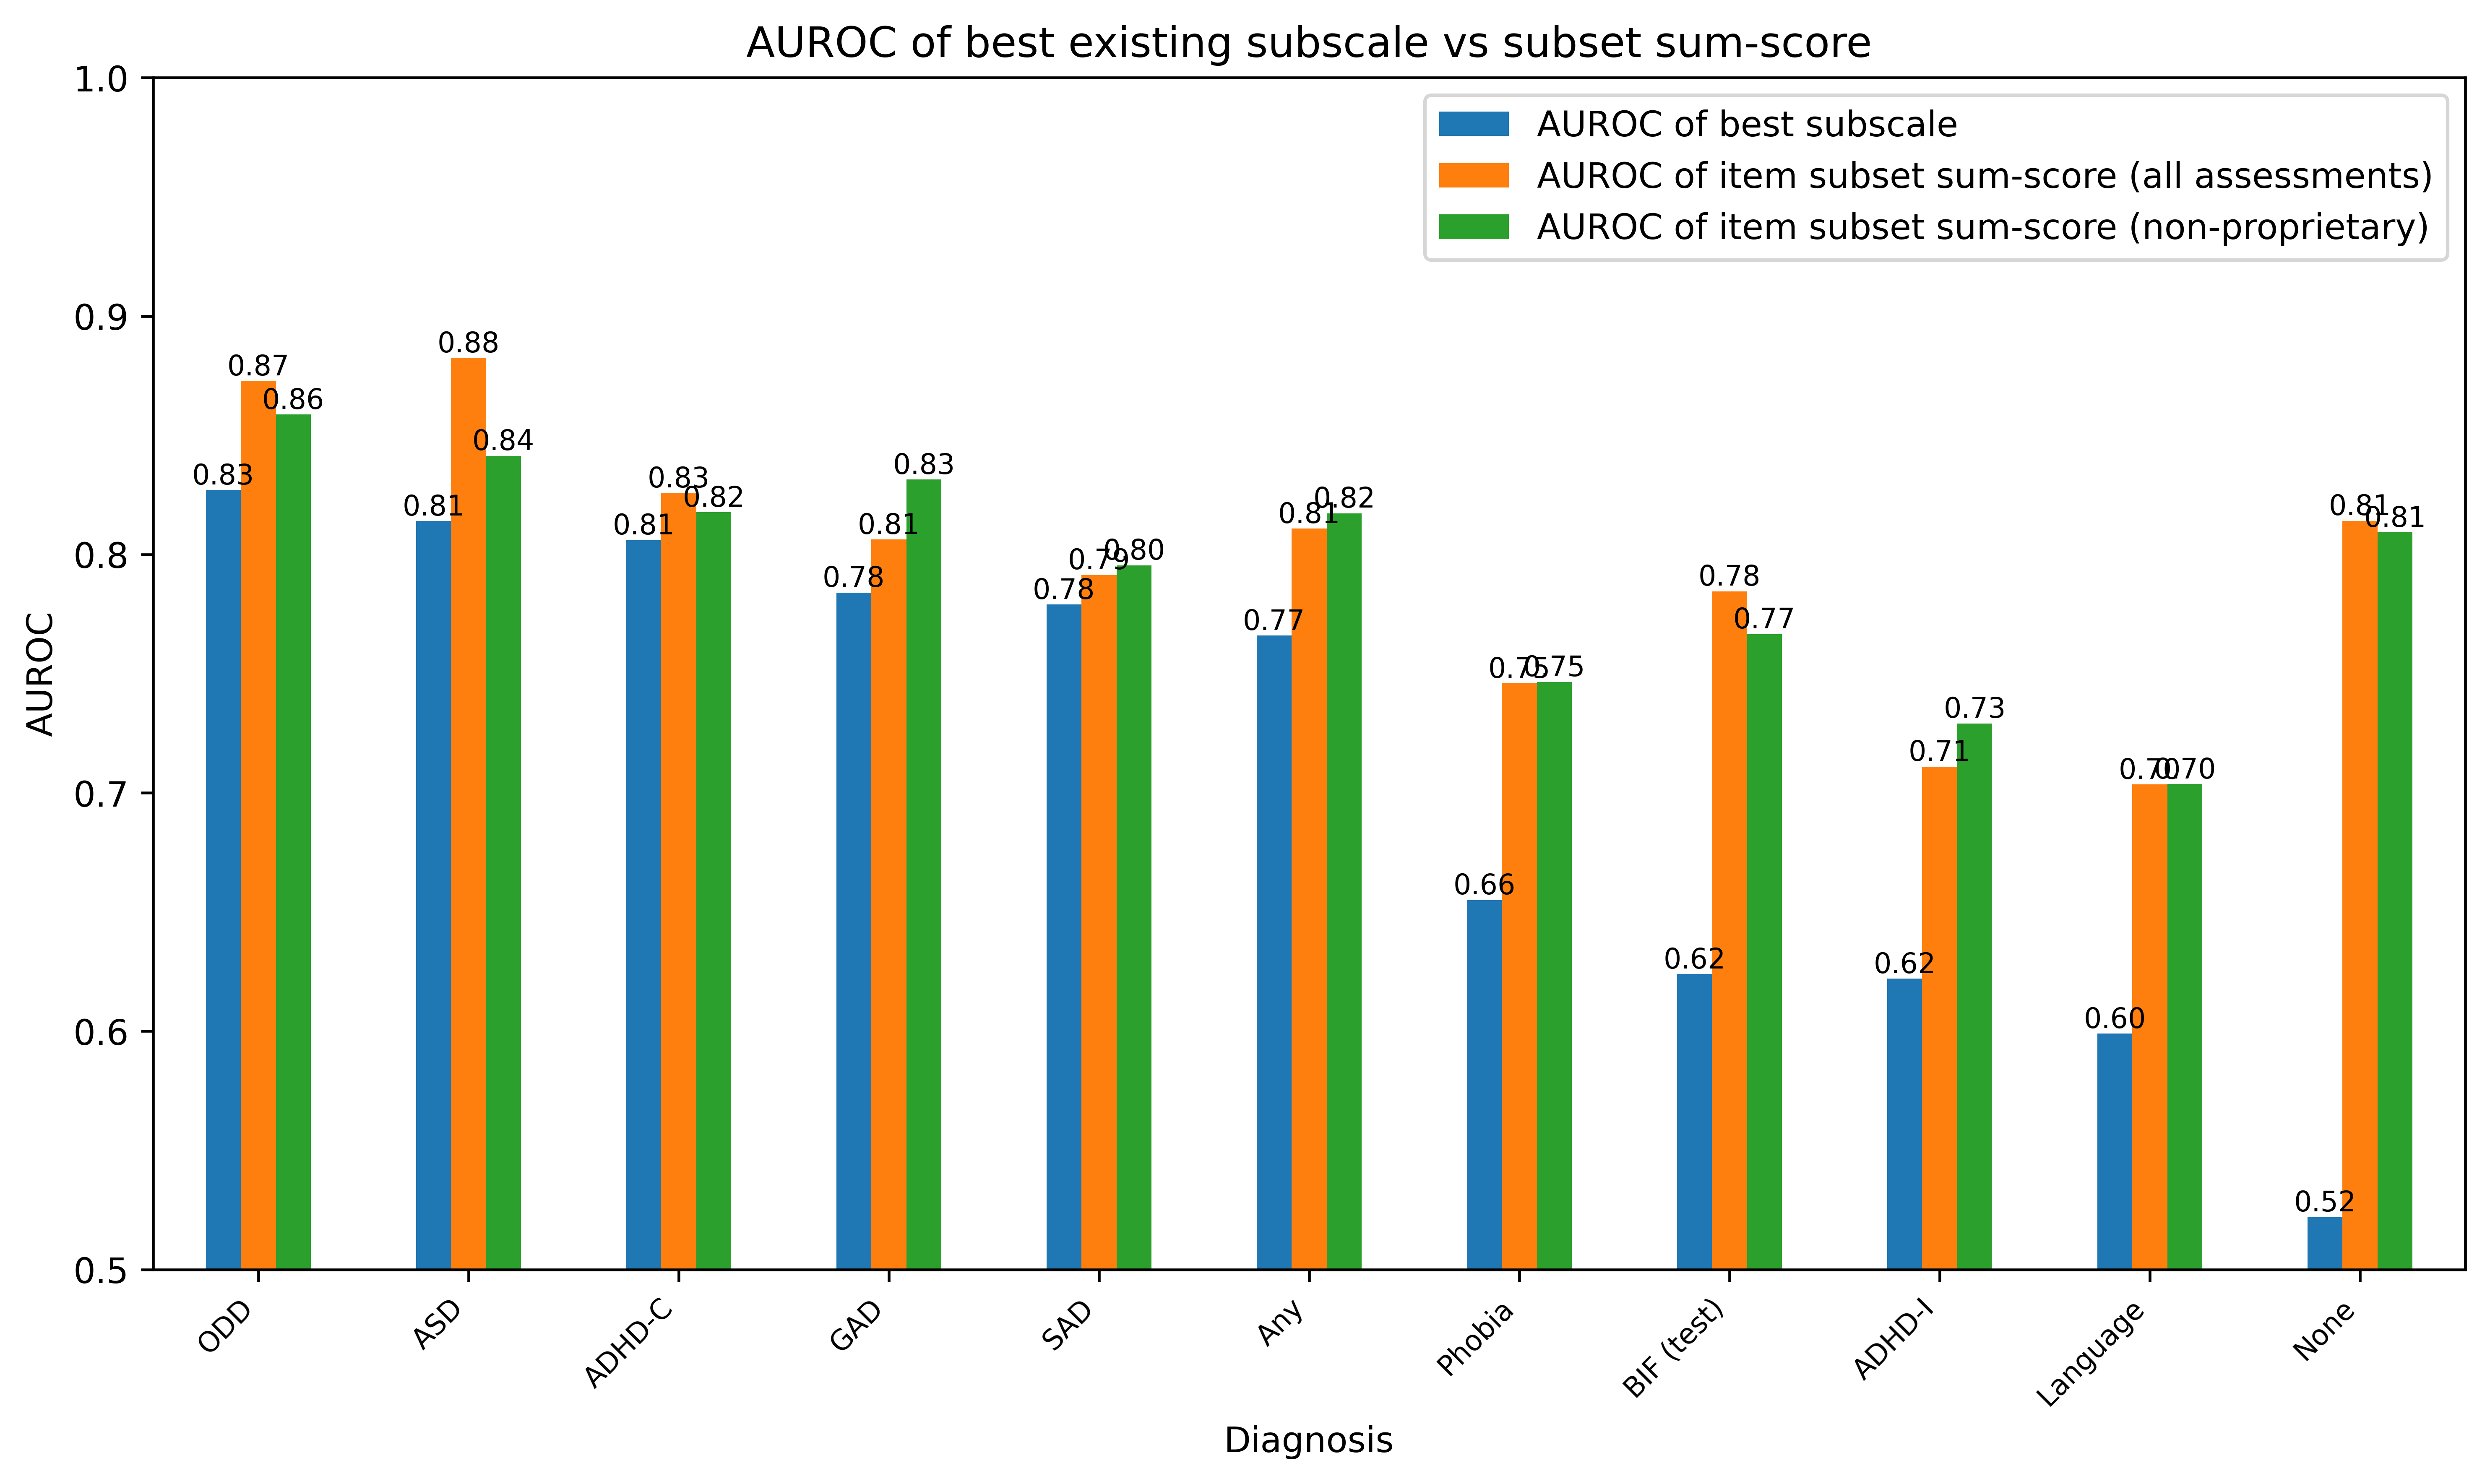 AUROC of best existing subscale vs subset sum-score
AUROC of best subscale
AUROC of item subset sum-score (all assessments)
AUROC of item subset sum-score (non-proprietary)
AUROC
1.0
0.9
0.8
0.7
0.6
0.5
0.83 0.87 0.86
0.81 0.88 0.84
0.81 0.83 0.82
0.78 0.81 0.83
0.78 0.79 0.80
0.77 0.81 0.82
0.66 0.75 0.75
0.62 0.78 0.77
0.62 0.71 0.73
0.60 0.70 0.70
0.52 0.81 0.81
ODD
ASD
ADHD-C
GAD
SAD
Any
Phobia
BIF (test)
ADHD-I
Language
None
Diagnosis